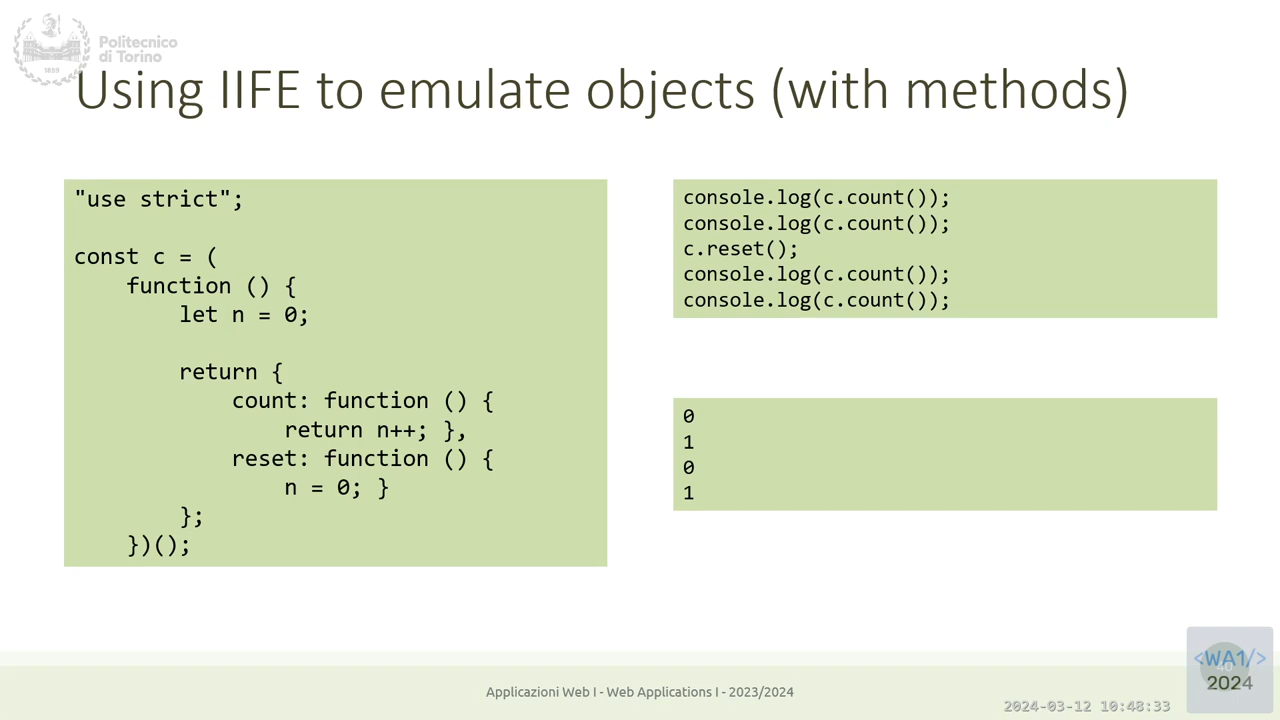 Politecnico
di Torino
1859
Using IIFE to emulate objects (with methods)
"use strict";
const c = (
    function () {
        let n = 0;
        return {
            count: function () {
                return n++; },
            reset: function () {
                n = 0; }
        };
    })();
console.log(c.count());
console.log(c.count());
c.reset();
console.log(c.count());
console.log(c.count());
0
1
0
1
Applicazioni Web I - Web Applications I - 2023/2024
<WA1/>
40
2024
2024-03-12 10:48:33